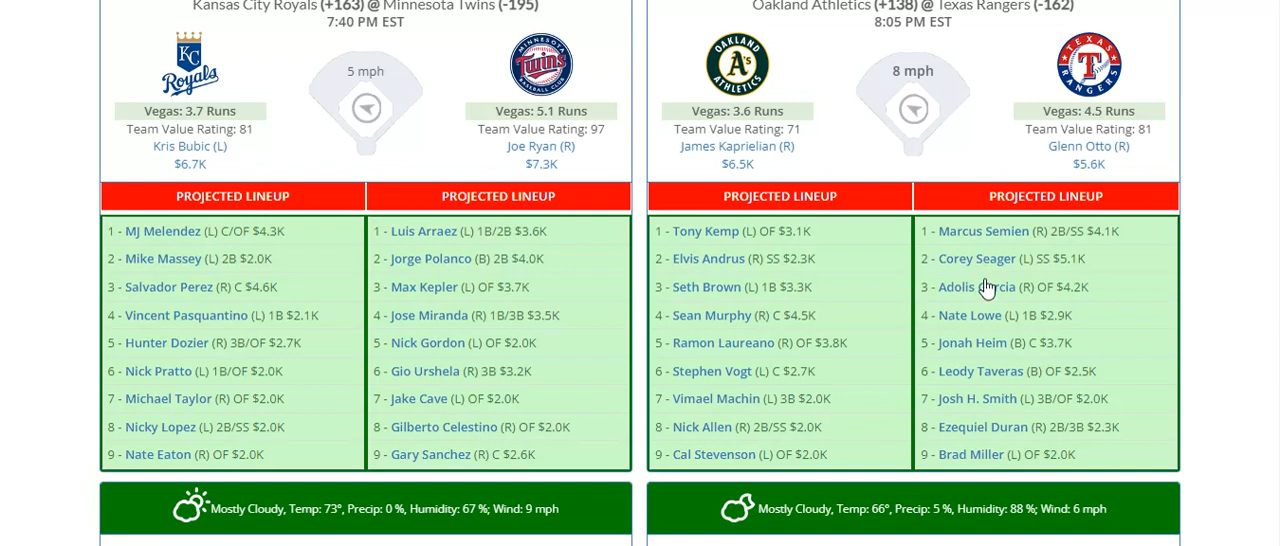 Kansas City Royals (+163) @ Minnesota Twins (-195)
7:40 PM EST
KC
Royals
MINNESOTA
Twins
BASEBALL CLUB
5 mph
Vegas: 3.7 Runs
Vegas: 5.1 Runs
Team Value Rating: 81
Team Value Rating: 97
Kris Bubic (L)
Joe Ryan (R)
$6.7K
$7.3K
PROJECTED LINEUP
PROJECTED LINEUP
1 - MJ Melendez (L) C/OF $4.3K
2 - Mike Massey (L) 2B $2.0K
3 - Salvador Perez (R) C $4.6K
4 - Vincent Pasquantino (L) 1B $2.1K
5 - Hunter Dozier (R) 3B/OF $2.7K
6 - Nick Pratto (L) 1B/OF $2.0K
7 - Michael Taylor (R) OF $2.0K
8 - Nicky Lopez (L) 2B/SS $2.0K
9 - Nate Eaton (R) OF $2.0K
1 - Luis Arraez (L) 1B/2B $3.6K
2 - Jorge Polanco (B) 2B $4.0K
3 - Max Kepler (L) OF $3.7K
4 - Jose Miranda (R) 1B/3B $3.5K
5 - Nick Gordon (L) OF $2.0K
6 - Gio Urshela (R) 3B $3.2K
7 - Jake Cave (L) OF $2.0K
8 - Gilberto Celestino (R) OF $2.0K
9 - Gary Sanchez (R) C $2.6K
Mostly Cloudy, Temp: 73°, Precip: 0 %, Humidity: 67 %; Wind: 9 mph
Oakland Athletics (+138) @ Texas Rangers (-162)
8:05 PM EST
OAKLAND
A's
ATHLETICS
TEXAS
T
RANGERS
8 mph
Vegas: 3.6 Runs
Vegas: 4.5 Runs
Team Value Rating: 71
Team Value Rating: 81
James Kaprielian (R)
Glenn Otto (R)
$6.5K
$5.6K
PROJECTED LINEUP
PROJECTED LINEUP
1 - Tony Kemp (L) OF $3.1K
2 - Elvis Andrus (R) SS $2.3K
3 - Seth Brown (L) 1B $3.3K
4 - Sean Murphy (R) C $4.5K
5 - Ramon Laureano (R) OF $3.8K
6 - Stephen Vogt (L) C $2.7K
7 - Vimael Machin (L) 3B $2.0K
8 - Nick Allen (R) 2B/SS $2.0K
9 - Cal Stevenson (L) OF $2.0K
1 - Marcus Semien (R) 2B/SS $4.1K
2 - Corey Seager (L) SS $5.1K
3 - Adolis Garcia (R) OF $4.2K
4 - Nate Lowe (L) 1B $2.9K
5 - Jonah Heim (B) C $3.7K
6 - Leody Taveras (B) OF $2.5K
7 - Josh H. Smith (L) 3B/OF $2.0K
8 - Ezequiel Duran (R) 2B/3B $2.3K
9 - Brad Miller (L) OF $2.0K
Mostly Cloudy, Temp: 66°, Precip: 5 %, Humidity: 88 %; Wind: 6 mph